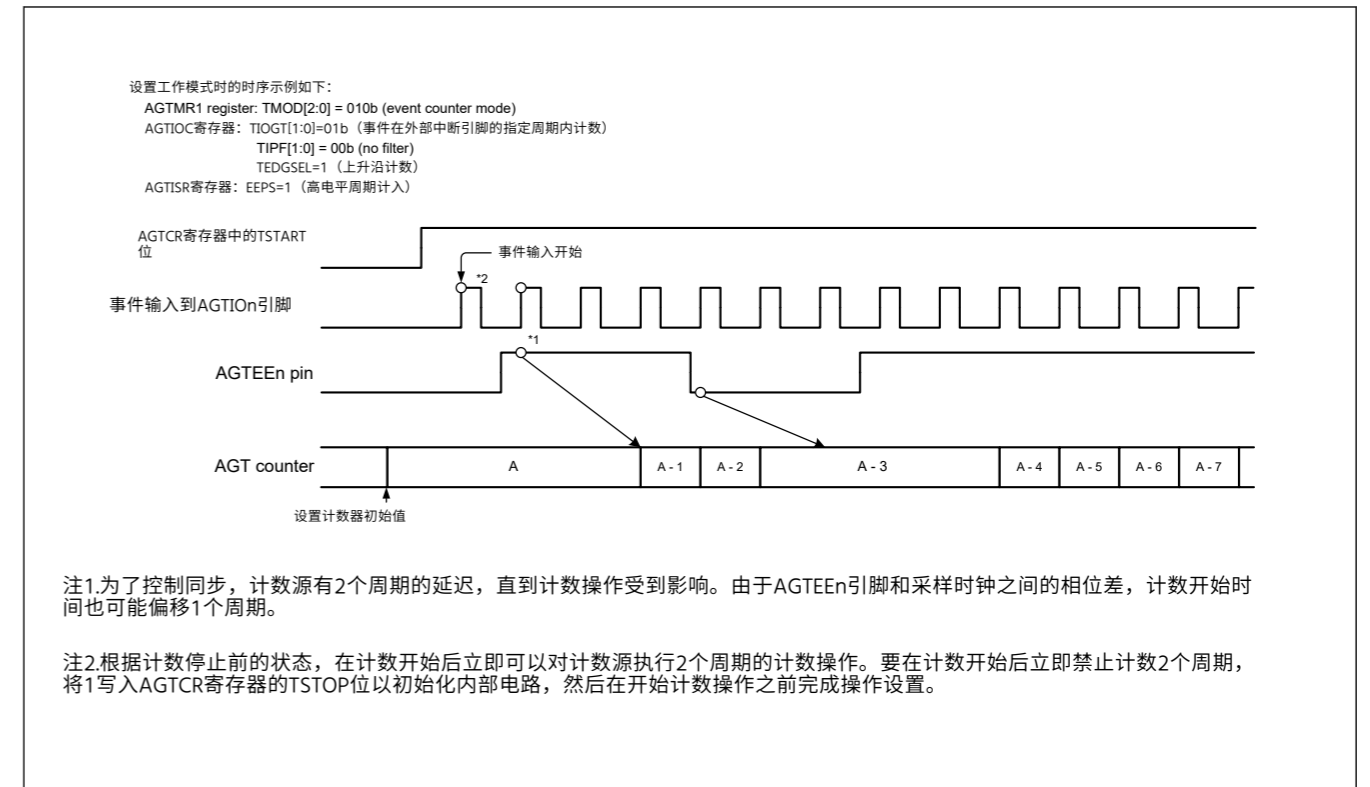 设置工作模式时的时序示例如下：
AGTMR1 register: TMOD[2:0] = 010b (event counter mode)
AGTIOC寄存器：TIOGT[1:0]=01b（事件在外部中断引脚的指定周期内计数）
TIPF[1:0] = 00b (no filter)
TEDGSEL=1（上升沿计数）
AGTISR寄存器：EEPS=1（高电平周期计入）
AGTCR寄存器中的TSTART
位
事件输入开始
*2
事件输入到AGTIOn引脚
*1
AGTEEn pin
AGT counter
A
A - 1
A - 2
A - 3
A - 4
A - 5
A - 6
A - 7
设置计数器初始值
注1.为了控制同步，计数源有2个周期的延迟，直到计数操作受到影响。由于AGTEEn引脚和采样时钟之间的相位差，计数开始时
间也可能偏移1个周期。
注2.根据计数停止前的状态，在计数开始后立即可以对计数源执行2个周期的计数操作。要在计数开始后立即禁止计数2个周期，
将1写入AGTCR寄存器的TSTOP位以初始化内部电路，然后在开始计数操作之前完成操作设置。